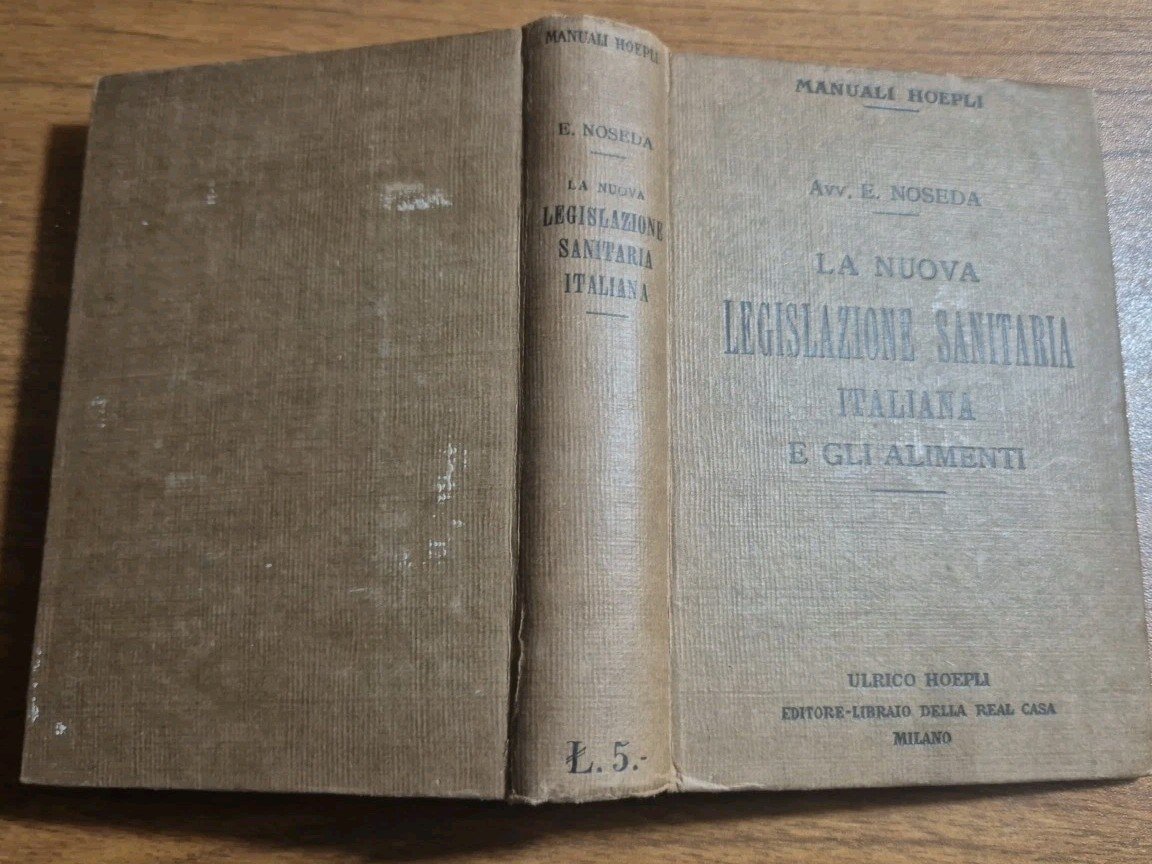 MANUALI HOEPLI
E. NOSEDA
LA NUOVA
LEGISLAZIONE
SANITARIA
ITALIANA
Ł. 5.-
MANUALI HOEPLI
Avv. E. NOSEDA
LA NUOVA
LEGISLAZIONE SANITARIA
ITALIANA
E GLI ALIMENTI
ULRICO HOEPLI
EDITORE-LIBRAIO DELLA REAL CASA
MILANO